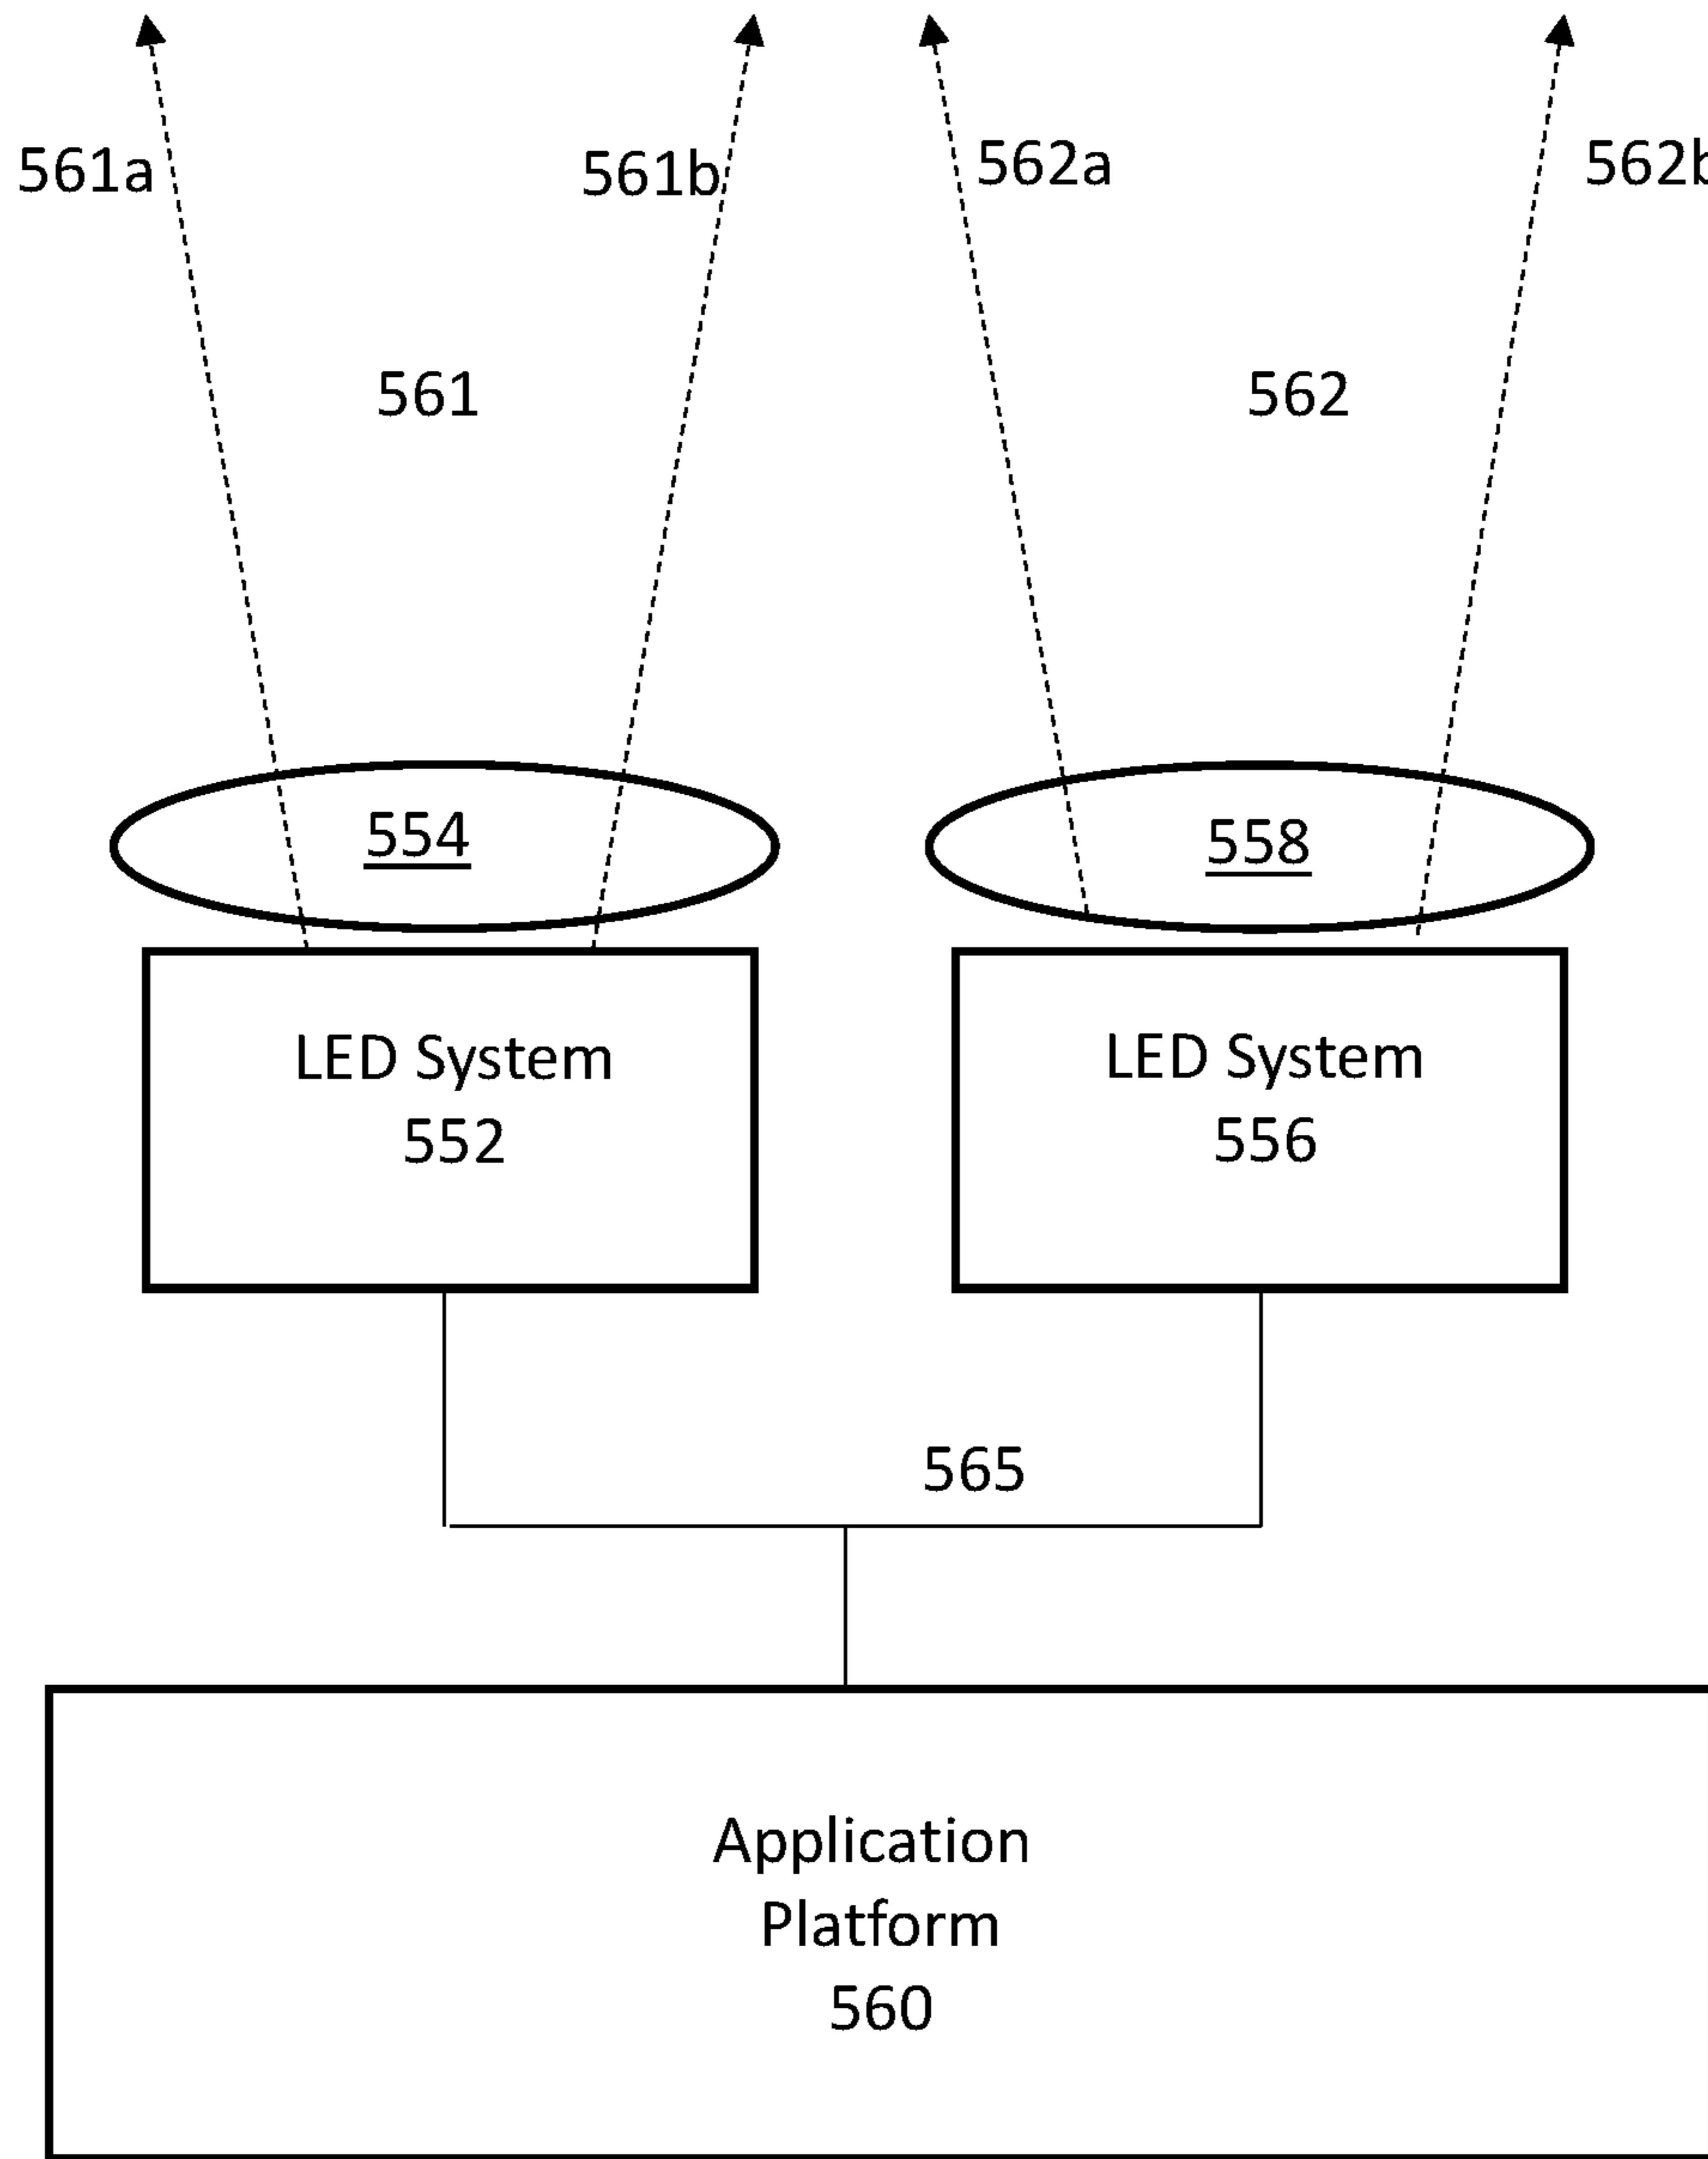 561a
561b
562a
562b
561
562
554
558
LED System
552
LED System
556
565
Application
Platform
560